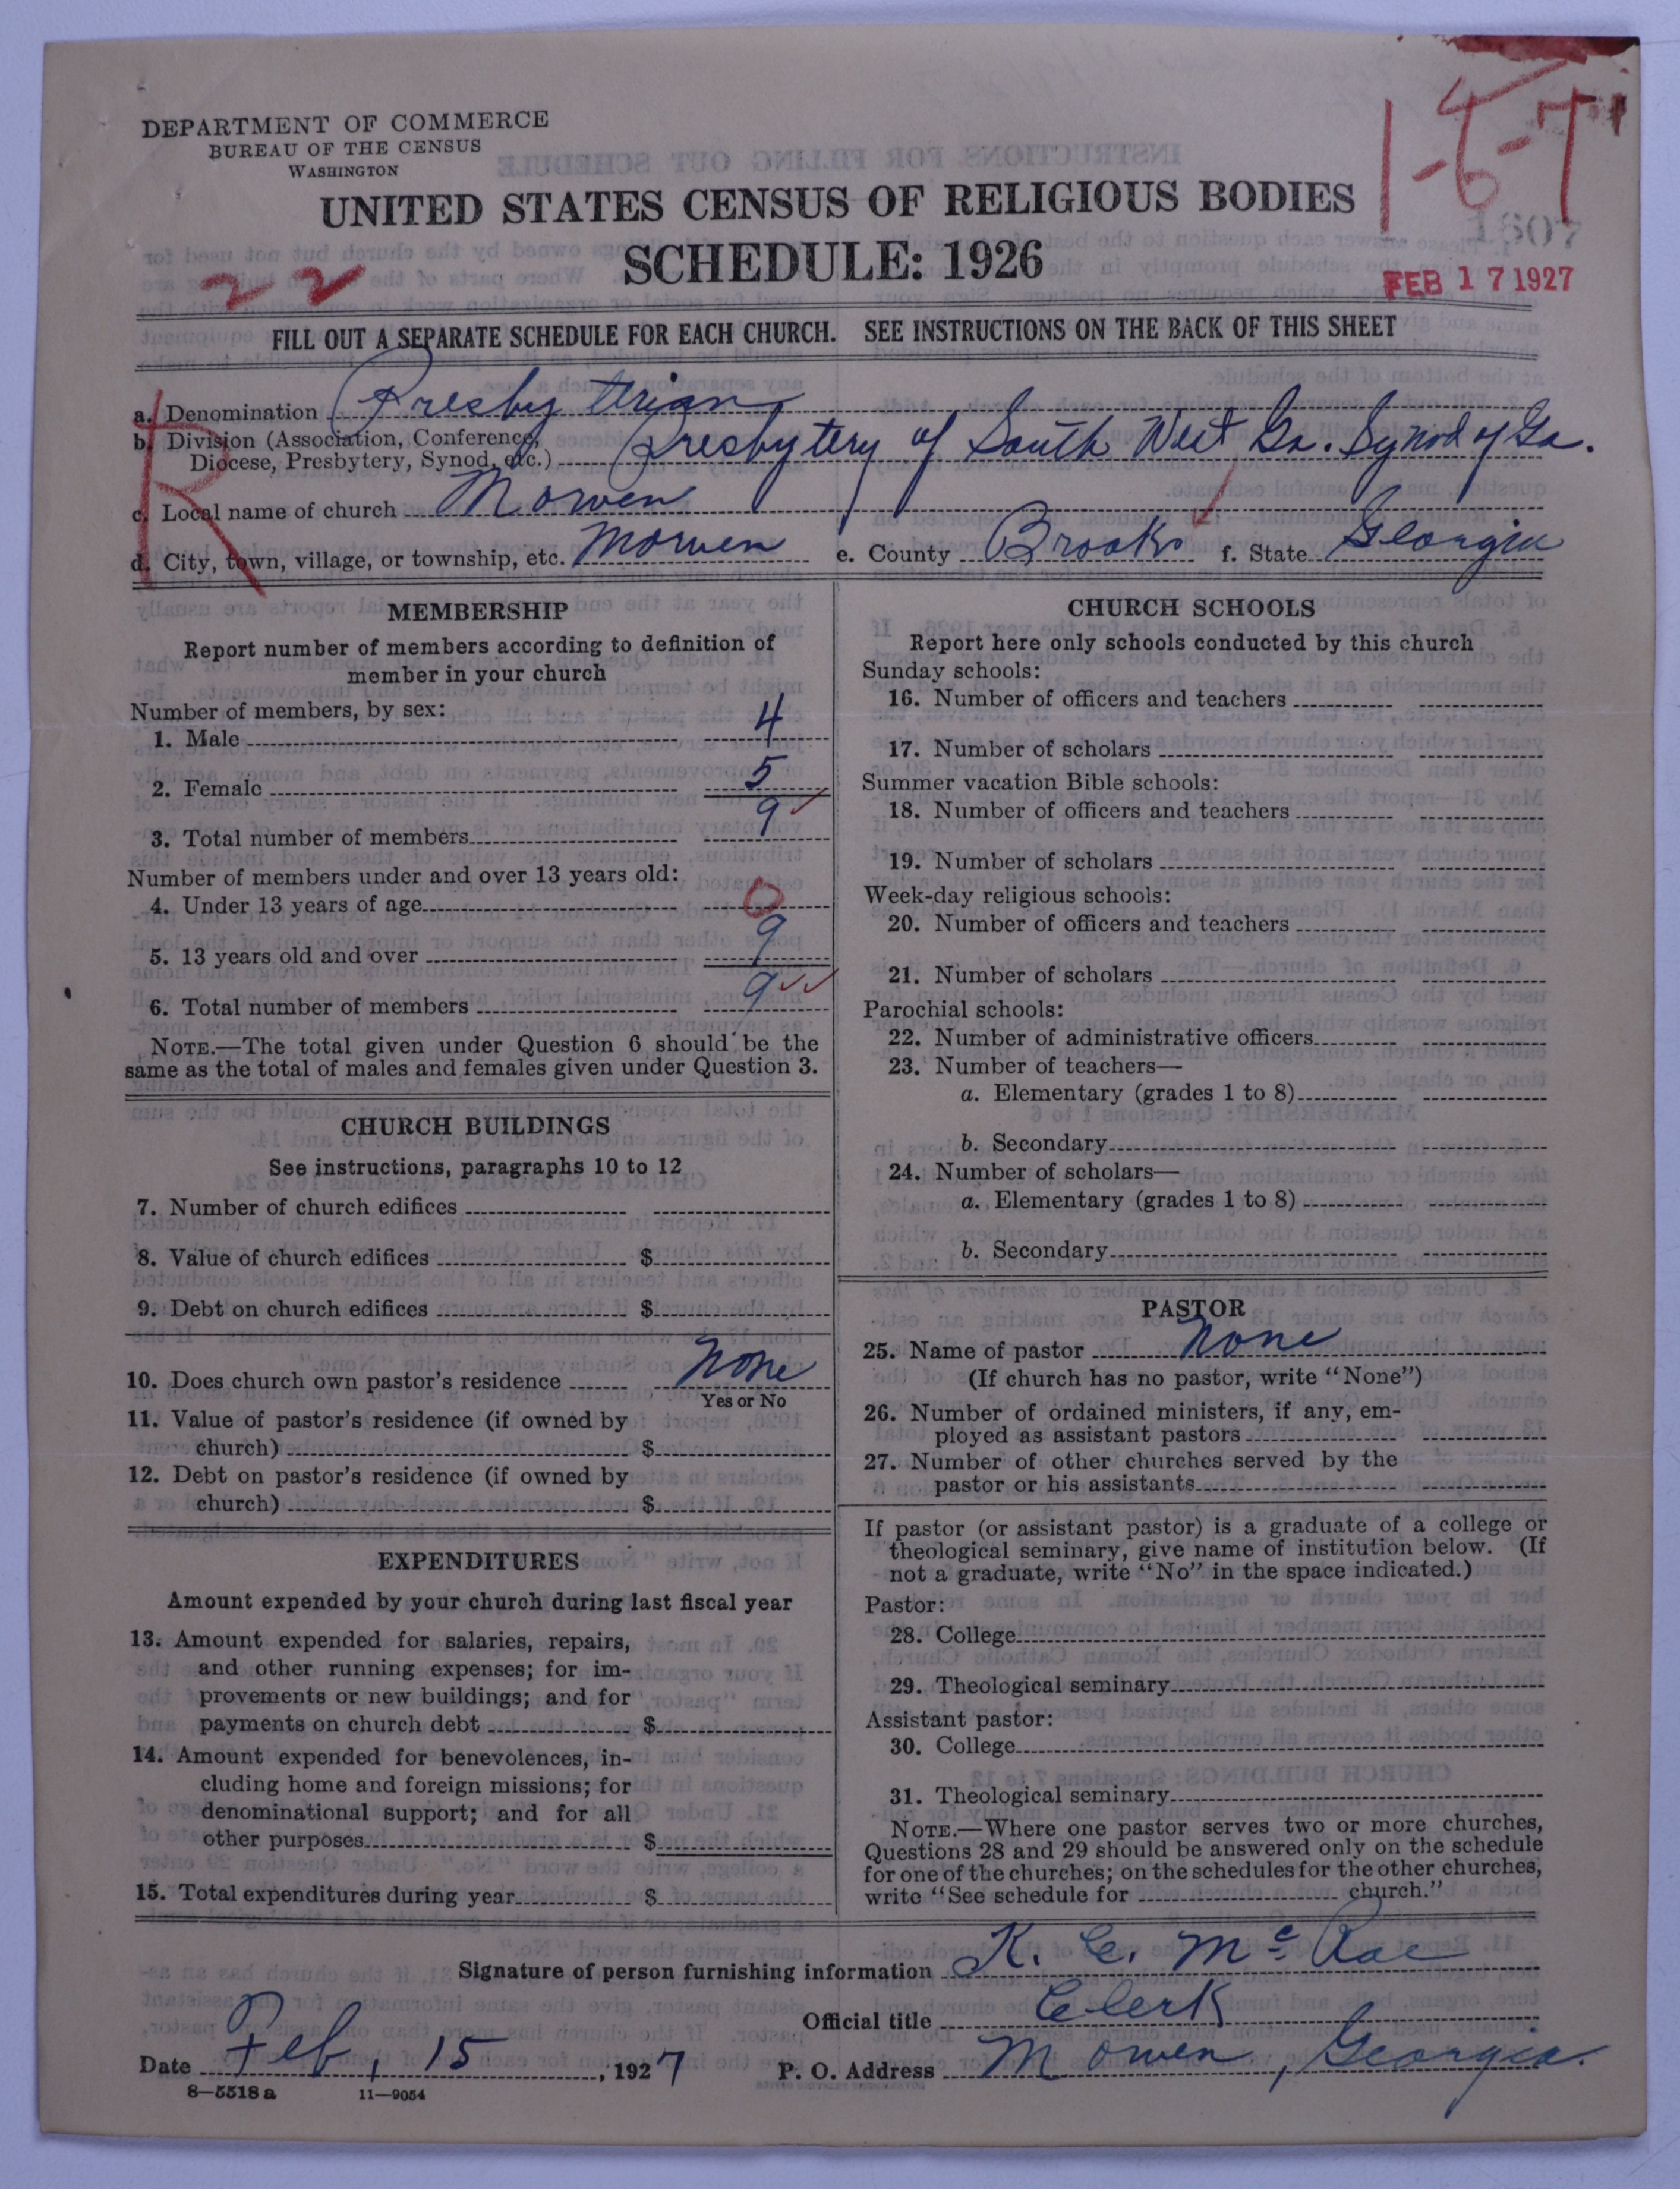 DEPARTMENT OF COMMERCE
BUREAU OF THE CENSUS
WASHINGTON
UNITED STATES CENSUS OF RELIGIOUS BODIES
SCHEDULE: 1926
1-6-7
1607
FEB 17 1927
22
FILL OUT A SEPARATE SCHEDULE FOR EACH CHURCH. SEE INSTRUCTIONS ON THE BACK OF THIS SHEET
R
a. Denomination Presbyterian
b. Division (Association, Conference, Diocese, Presbytery, Synod, etc.) Presbytery of South West Ga. Synod of Ga.
c. Local name of church Morven
d. City, town, village, or township, etc. Morven e. County Brooks f. State Georgia
MEMBERSHIP
Report number of members according to definition of
member in your church
Number of members, by sex:
1. Male 4
2. Female 5
3. Total number of members 9
Number of members under and over 13 years old:
4. Under 13 years of age 0
5. 13 years old and over 9
6. Total number of members 9
NOTE.—The total given under Question 6 should be the
same as the total of males and females given under Question 3.
CHURCH BUILDINGS
See instructions, paragraphs 10 to 12
7. Number of church edifices
8. Value of church edifices $
9. Debt on church edifices $
10. Does church own pastor's residence None
Yes or No
11. Value of pastor's residence (if owned by
church) $
12. Debt on pastor's residence (if owned by
church) $
EXPENDITURES
Amount expended by your church during last fiscal year
13. Amount expended for salaries, repairs,
and other running expenses; for im-
provements or new buildings; and for
payments on church debt $
14. Amount expended for benevolences, in-
cluding home and foreign missions; for
denominational support; and for all
other purposes $
15. Total expenditures during year $
CHURCH SCHOOLS
Report here only schools conducted by this church
Sunday schools:
16. Number of officers and teachers
17. Number of scholars
Summer vacation Bible schools:
18. Number of officers and teachers
19. Number of scholars
Week-day religious schools:
20. Number of officers and teachers
21. Number of scholars
Parochial schools:
22. Number of administrative officers
23. Number of teachers—
a. Elementary (grades 1 to 8)
b. Secondary
24. Number of scholars—
a. Elementary (grades 1 to 8)
b. Secondary
PASTOR
25. Name of pastor None
(If church has no pastor, write "None")
26. Number of ordained ministers, if any, em-
ployed as assistant pastors
27. Number of other churches served by the
pastor or his assistants
If pastor (or assistant pastor) is a graduate of a college or
theological seminary, give name of institution below. (If
not a graduate, write "No" in the space indicated.)
Pastor:
28. College
29. Theological seminary
Assistant pastor:
30. College
31. Theological seminary
NOTE.—Where one pastor serves two or more churches,
Questions 28 and 29 should be answered only on the schedule
for one of the churches; on the schedules for the other churches,
write "See schedule for church."
Signature of person furnishing information K. C. McRae
Official title Clerk
Date Feb, 15, 1927 P. O. Address Morven, Georgia.
8—5518a 11—9054